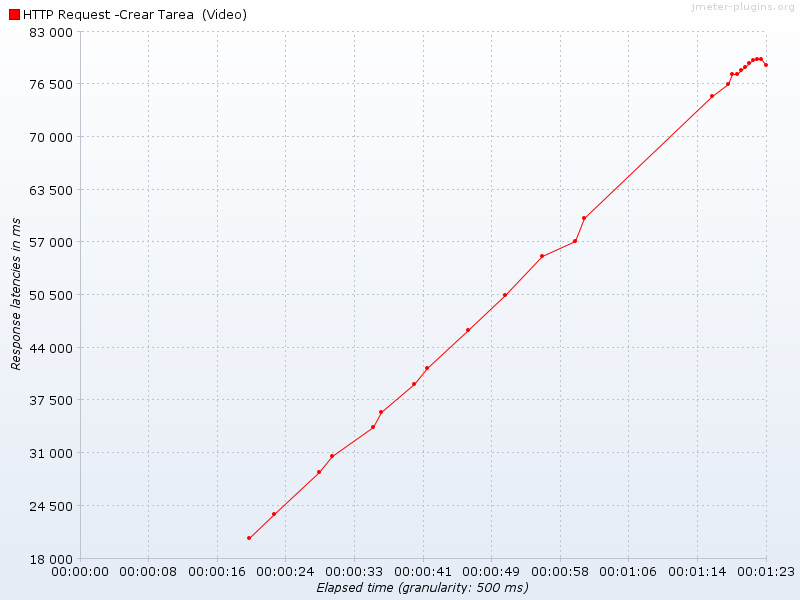 jmeter-plugins.org
HTTP Request -Crear Tarea (Video)
83 000
76 500
70 000
63 500
57 000
50 500
44 000
37 500
31 000
24 500
18 000
Response latencies in ms
00:00:00 00:00:08 00:00:16 00:00:24 00:00:33 00:00:41 00:00:49 00:00:58 00:01:06 00:01:14 00:01:23
Elapsed time (granularity: 500 ms)